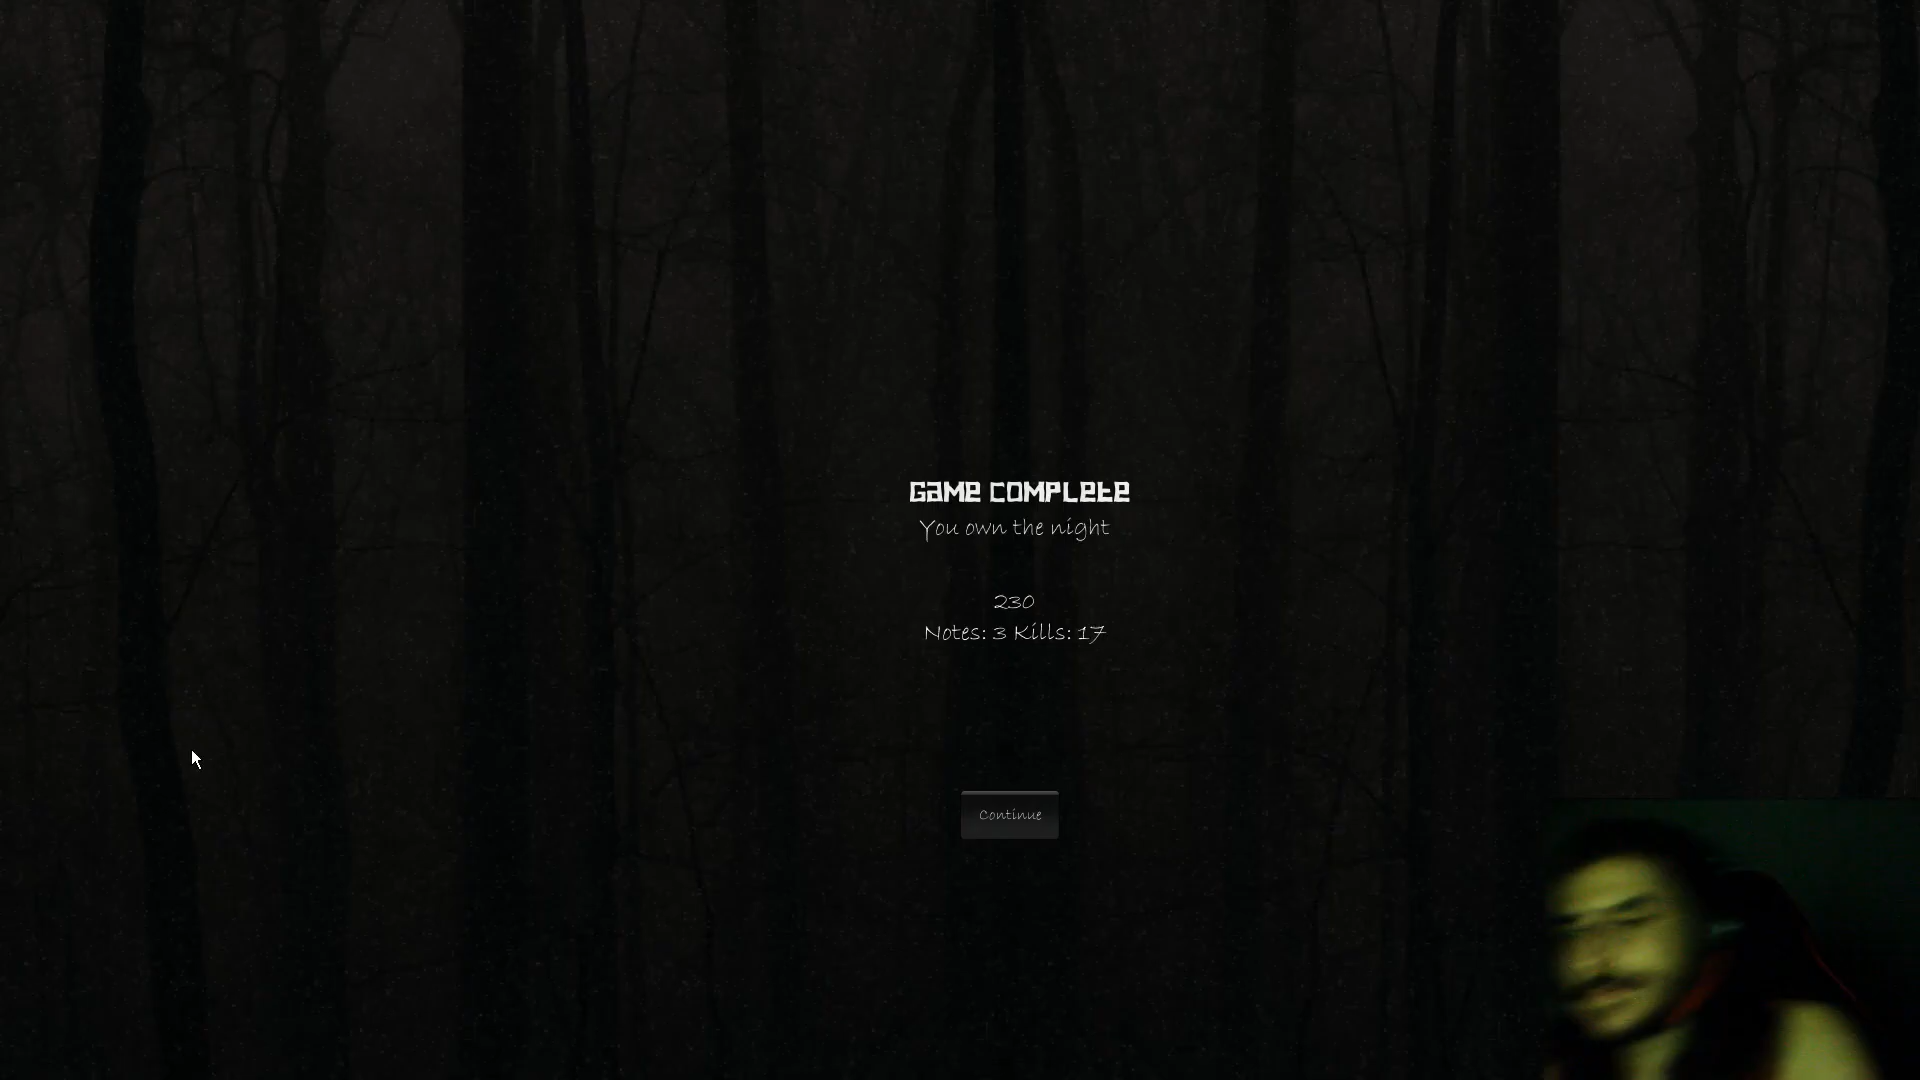 GaME COMPLETE
You own the night
230
Notes: 3 Kills: 17
Continue